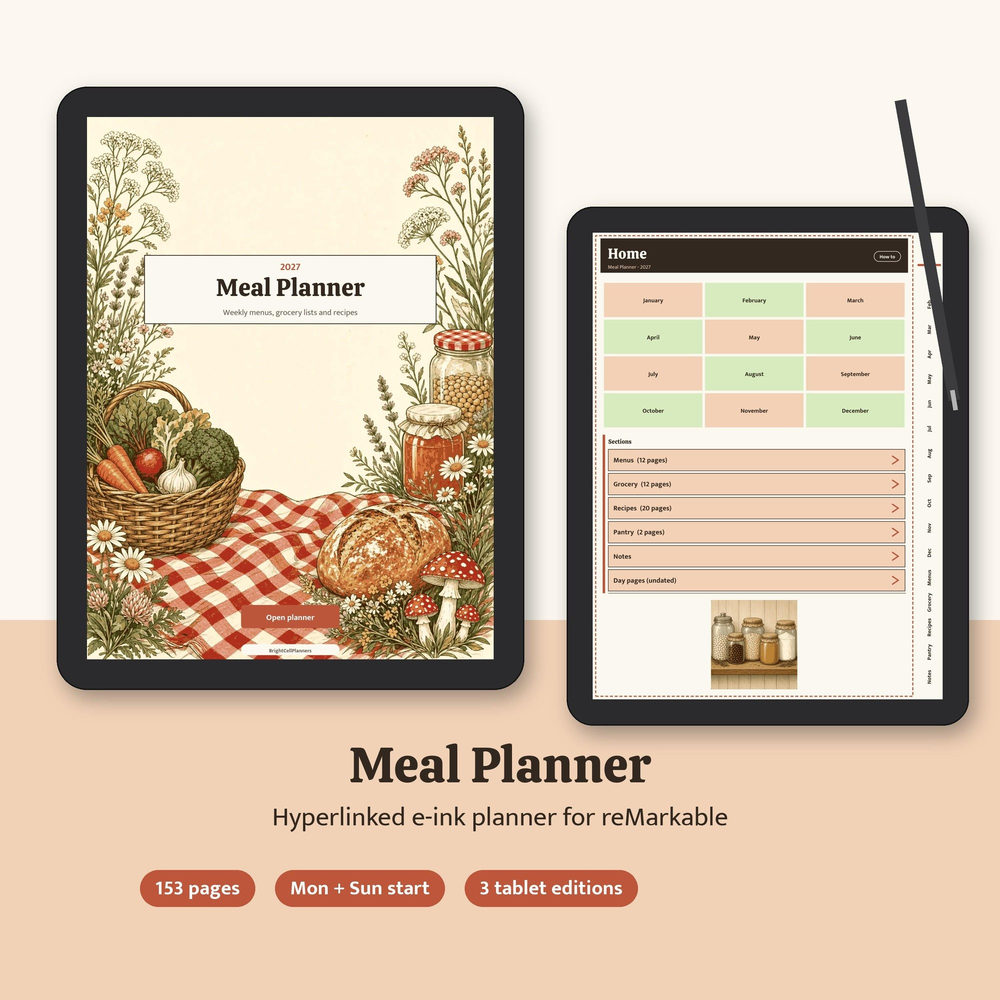 2027
Meal Planner
Weekly menus, grocery lists and recipes
Open planner
BrightCellPlanners
Home
Meal Planner - 2027
How to
January
February
March
April
May
June
July
August
September
October
November
December
Sections
Menus (12 pages)
Grocery (12 pages)
Recipes (20 pages)
Pantry (2 pages)
Notes
Day pages (undated)
Feb
Mar
Apr
May
Jun
Jul
Aug
Sep
Oct
Nov
Dec
Menus
Grocery
Recipes
Pantry
Notes
Meal Planner
Hyperlinked e-ink planner for reMarkable
153 pages
Mon + Sun start
3 tablet editions